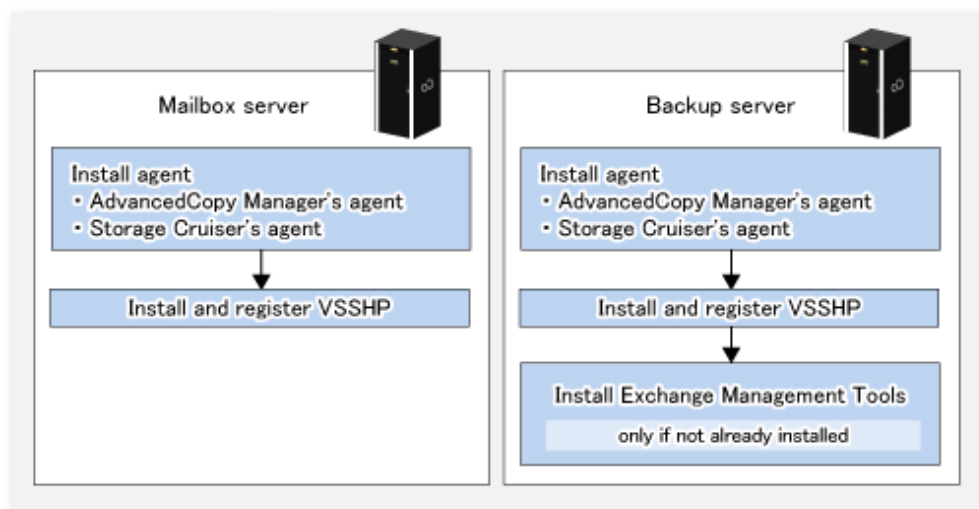 Mailbox server
Install agent
・AdvancedCopy Manager's agent
・Storage Cruiser's agent
Install and register VSSHP
Backup server
Install agent
・AdvancedCopy Manager's agent
・Storage Cruiser's agent
Install and register VSSHP
Install Exchange Management Tools
only if not already installed